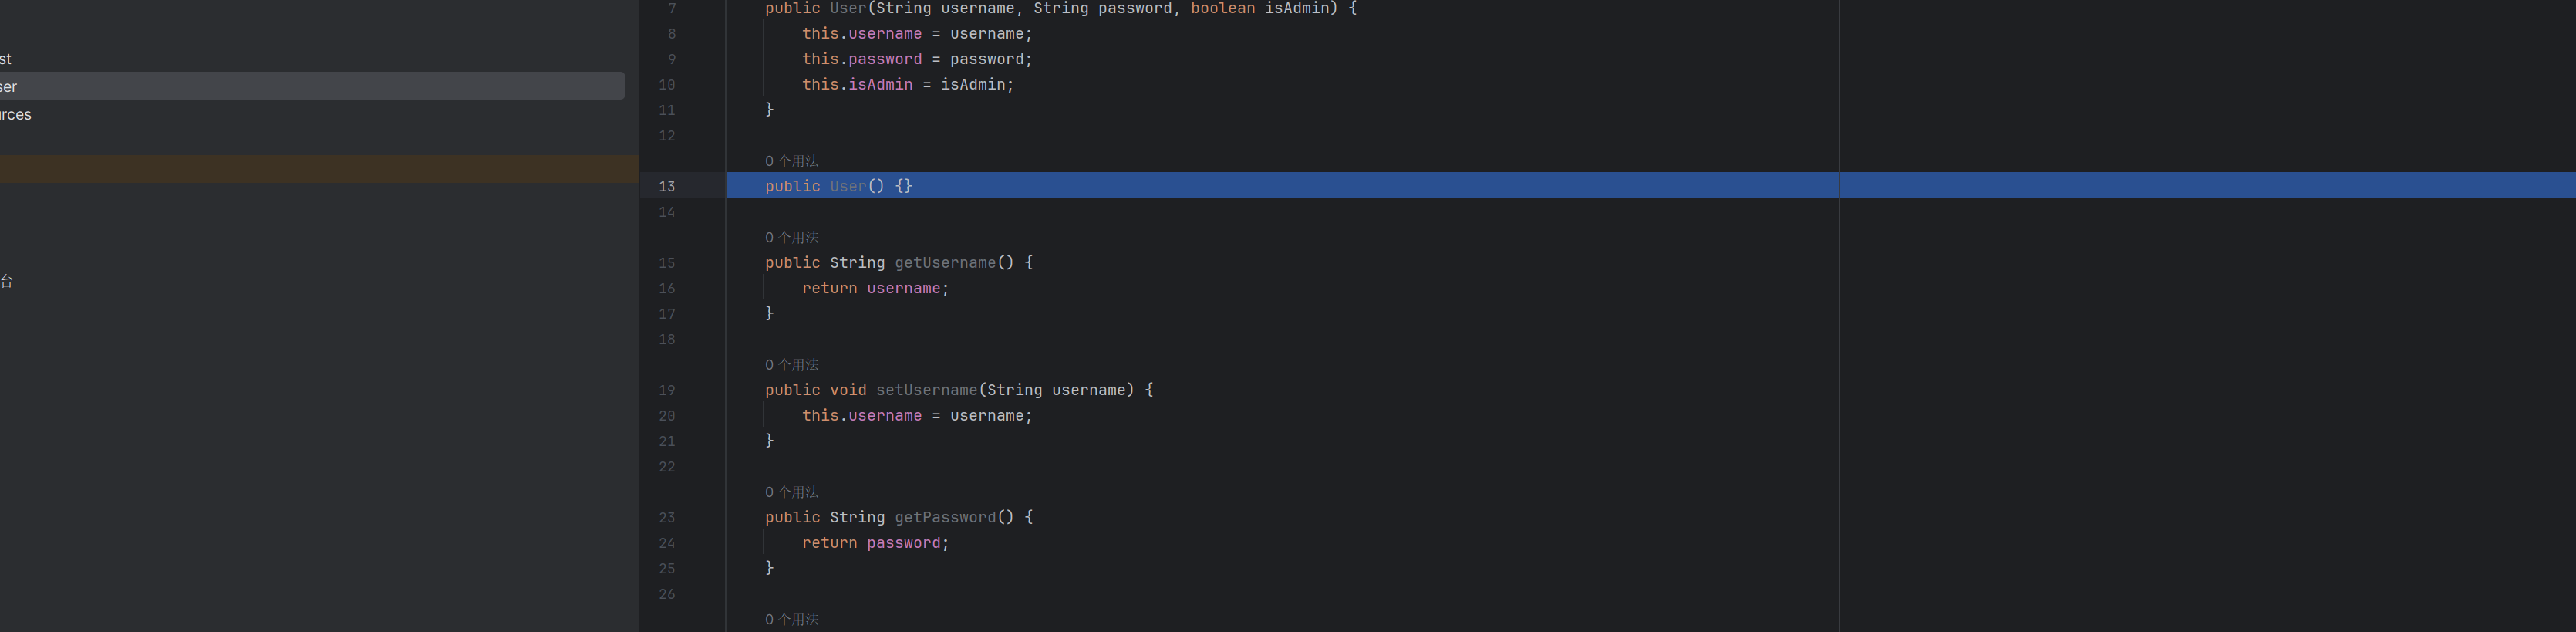 st
ser
urces
台
7 public User(String username, String password, boolean isAdmin) {
8 this.username = username;
9 this.password = password;
10 this.isAdmin = isAdmin;
11 }
12
0 个用法
13 public User() {}
14
0 个用法
15 public String getUsername() {
16 return username;
17 }
18
0 个用法
19 public void setUsername(String username) {
20 this.username = username;
21 }
22
0 个用法
23 public String getPassword() {
24 return password;
25 }
26
0 个用法